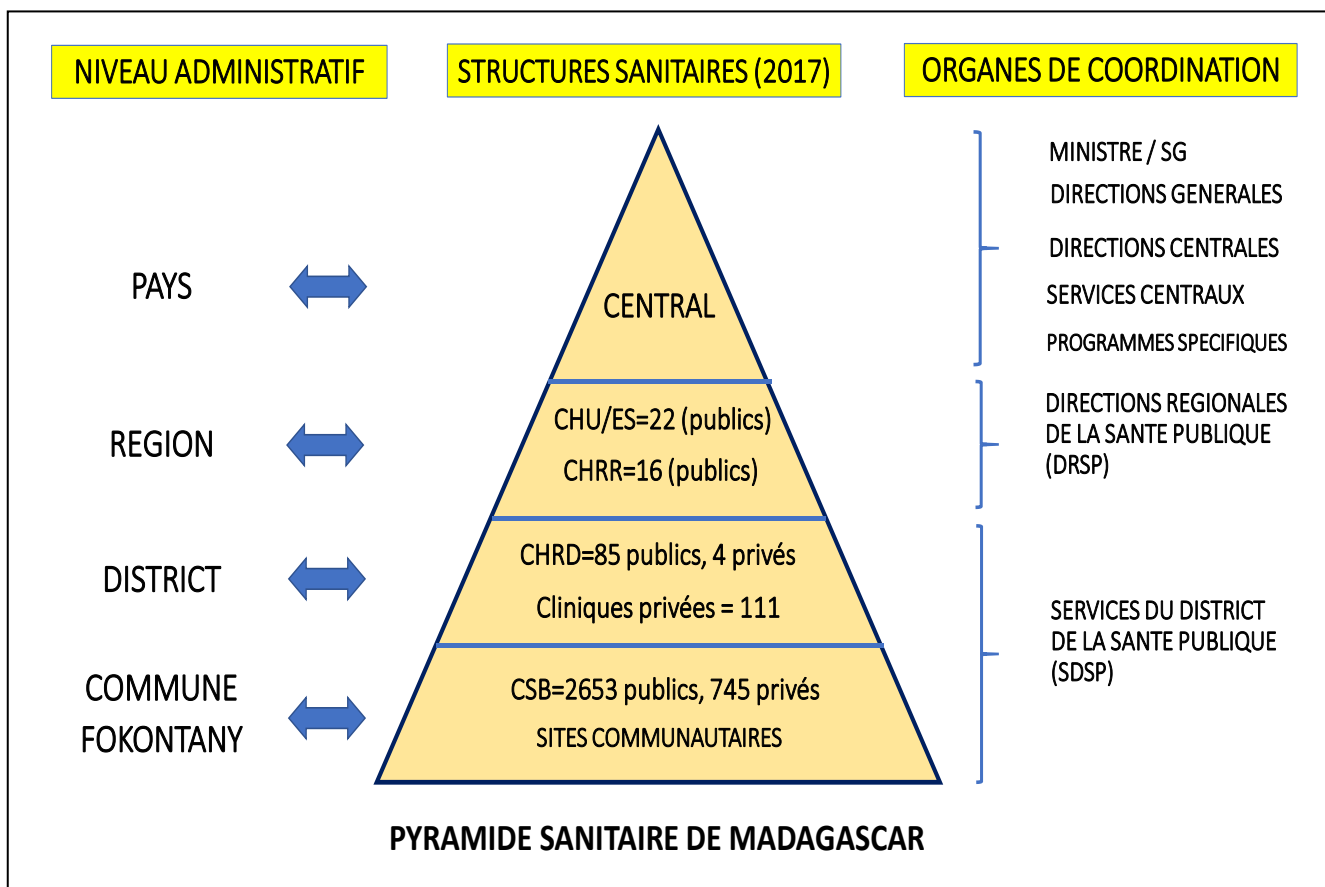 NIVEAU ADMINISTRATIF
STRUCTURES SANITAIRES (2017)
ORGANES DE COORDINATION
PAYS
CENTRAL
MINISTRE / SG
DIRECTIONS GENERALES
DIRECTIONS CENTRALES
SERVICES CENTRAUX
PROGRAMMES SPECIFIQUES
REGION
CHU/ES=22 (publics)
CHRR=16 (publics)
DIRECTIONS REGIONALES
DE LA SANTE PUBLIQUE
(DRSP)
DISTRICT
CHRD=85 publics, 4 privés
Cliniques privées = 111
SERVICES DU DISTRICT
DE LA SANTE PUBLIQUE
(SDSP)
COMMUNE
FOKONTANY
CSB=2653 publics, 745 privés
SITES COMMUNAUTAIRES
PYRAMIDE SANITAIRE DE MADAGASCAR